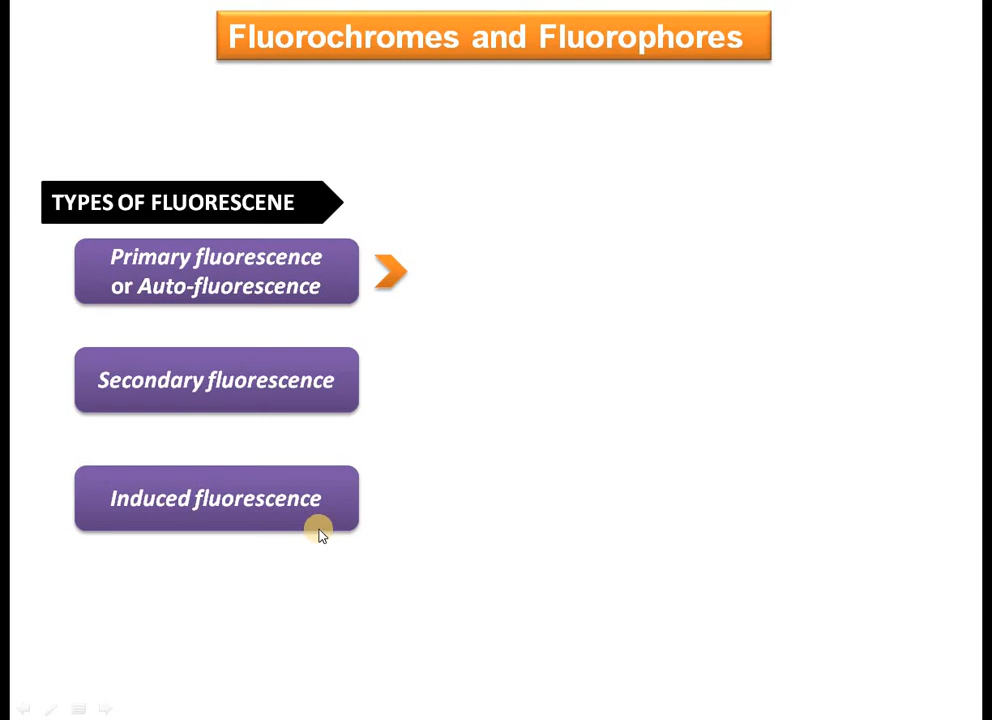 Fluorochromes and Fluorophores
TYPES OF FLUORESCENE
Primary fluorescence
or Auto-fluorescence
Secondary fluorescence
Induced fluorescence